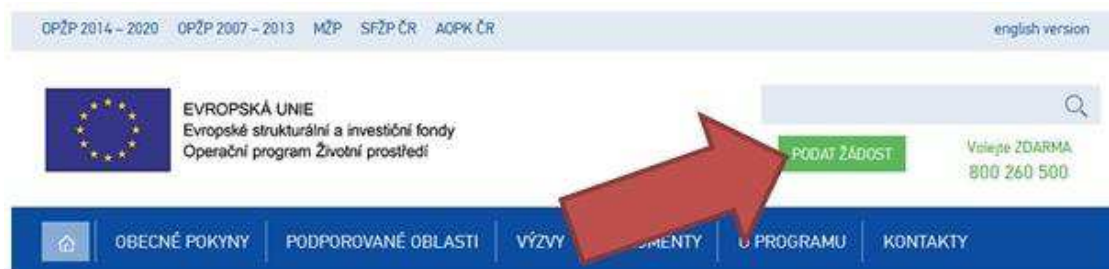 OPŽP 2014 – 2020 OPŽP 2007 – 2013 MŽP SFŽP ČR AOPK ČR english version
EVROPSKÁ UNIE
Evropské strukturální a investiční fondy
Operační program Životní prostředí
PODAT ŽÁDOST
Volejte ZDARMA
800 260 500
OBECNÉ POKYNY PODPOROVANÉ OBLASTI VÝZVY PROGRAMU KONTAKTY